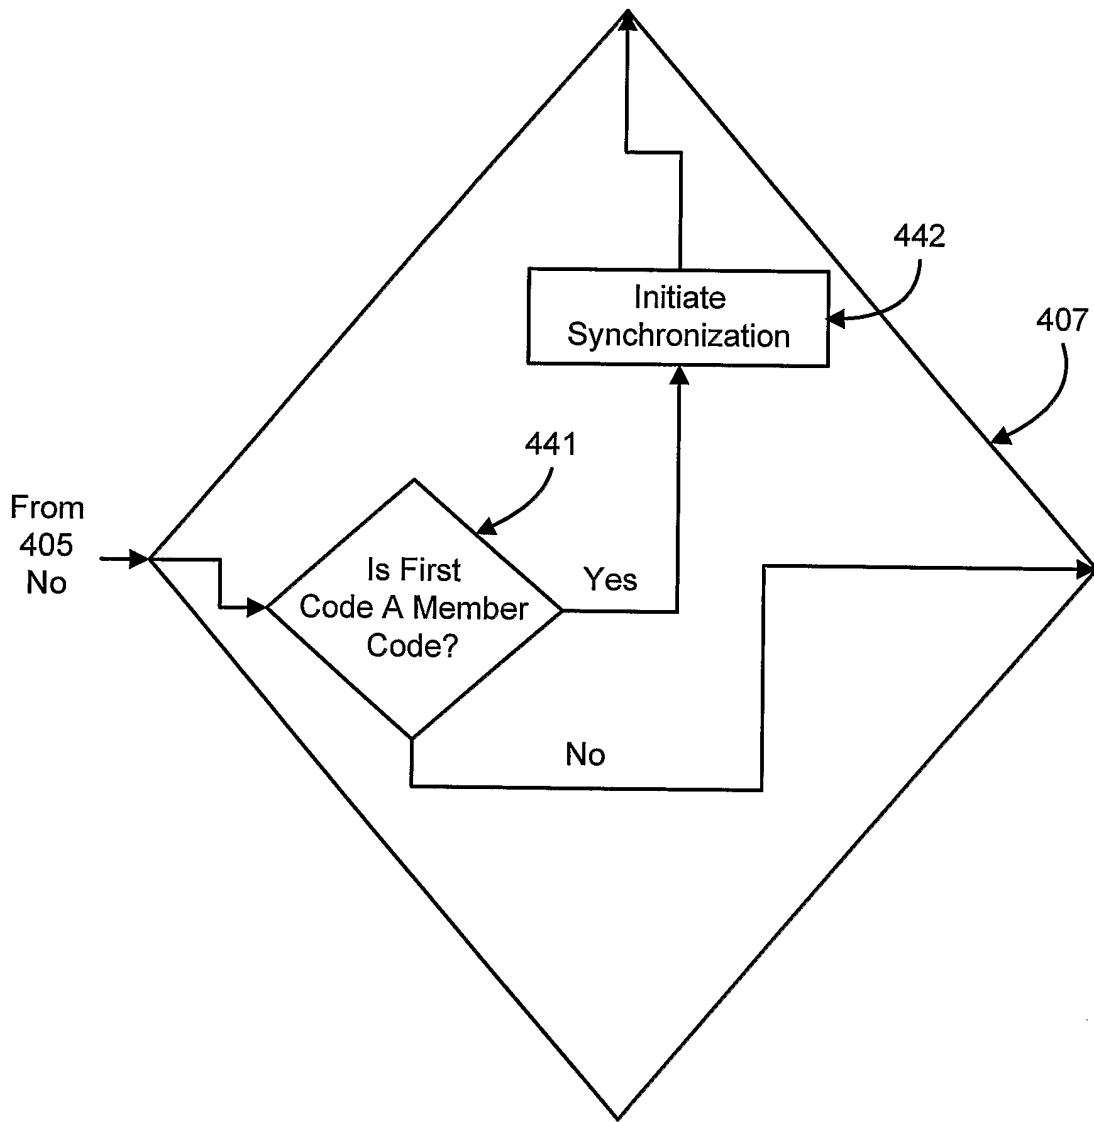 442
Initiate
Synchronization
407
441
From
405
No
Is First
Code A Member
Code?
Yes
No